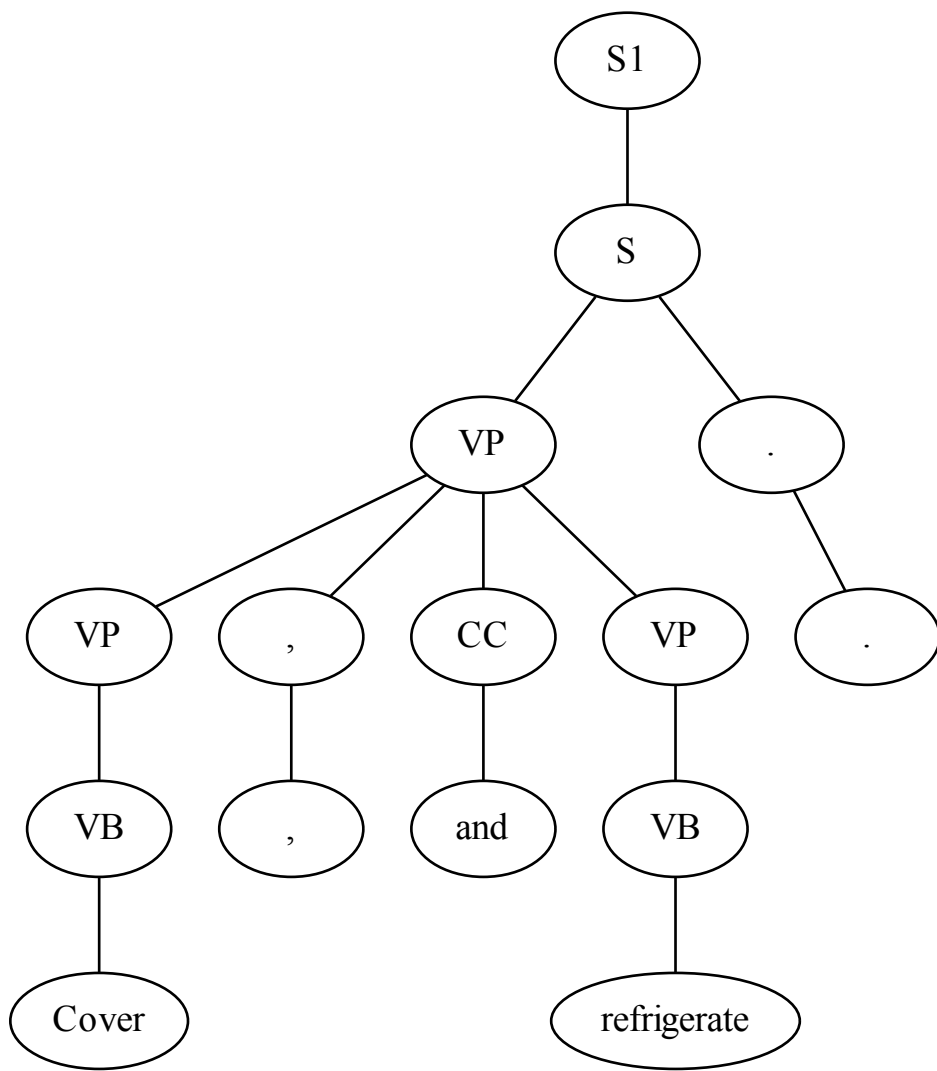 S1
S
VP .
VP , CC VP .
VB , and VB
Cover refrigerate